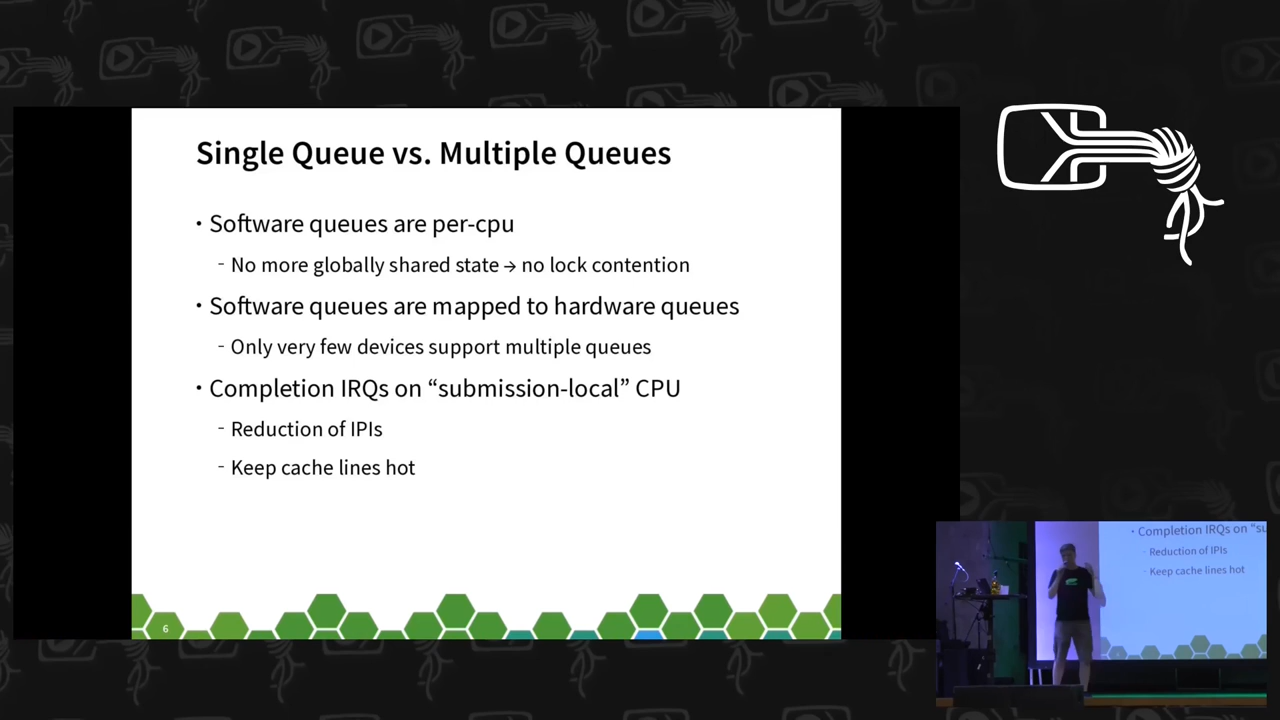 Single Queue vs. Multiple Queues
• Software queues are per-cpu
- No more globally shared state → no lock contention
• Software queues are mapped to hardware queues
- Only very few devices support multiple queues
• Completion IRQs on “submission-local” CPU
- Reduction of IPIs
- Keep cache lines hot
6
• Completion IRQs on “su
- Reduction of IPIs
- Keep cache lines hot